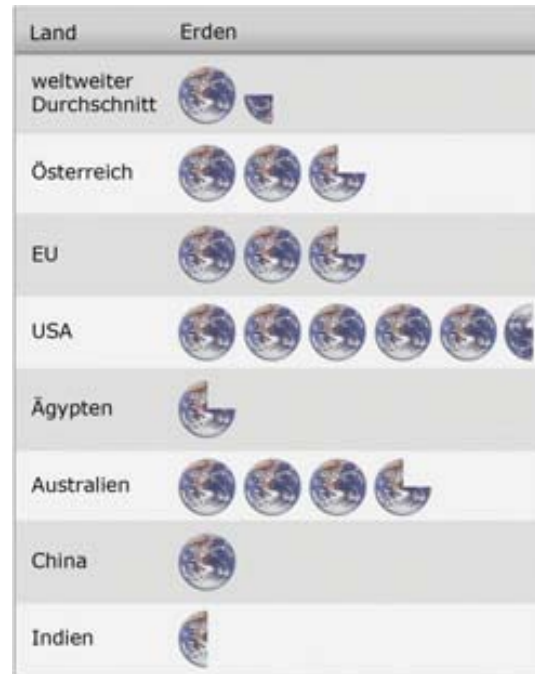 Land Erden
weltweiter
Durchschnitt
Österreich
EU
USA
Ägypten
Australien
China
Indien